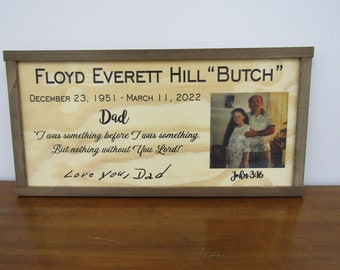 FLOYD EVERETT HILL "BUTCH"
DECEMBER 23, 1951 - MARCH 11, 2022
Dad
"I was something before I was something.
But nothing without You Lord!"
Love you, Dad
John 3:16